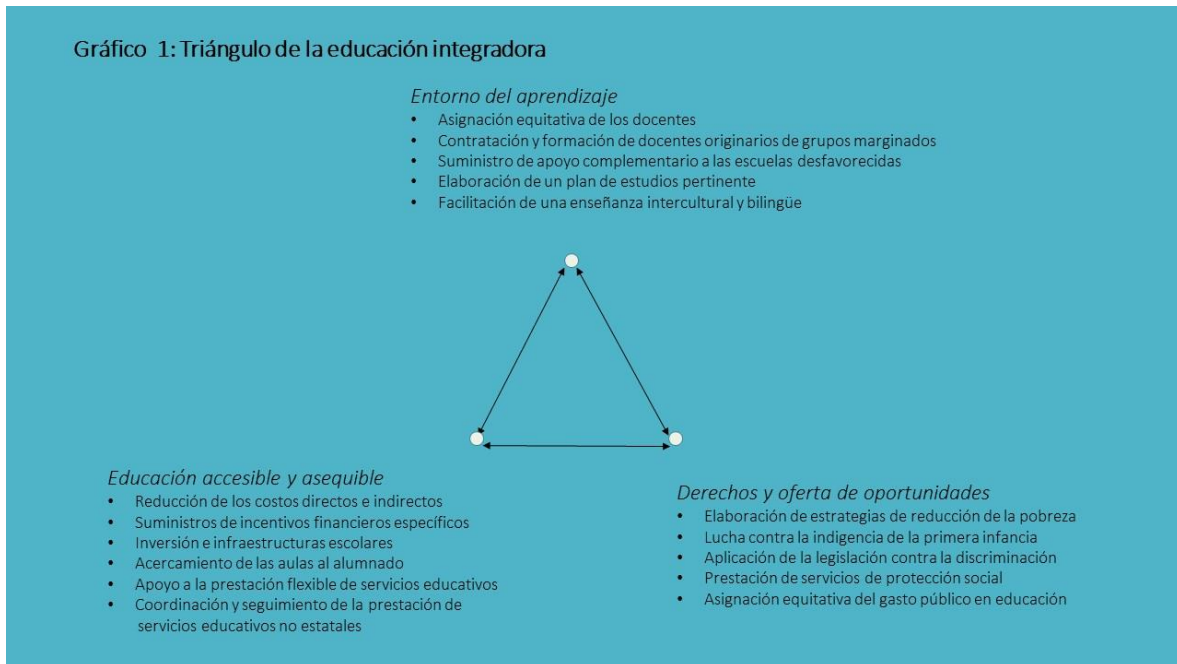 Gráfico 1: Triángulo de la educación integradora
Entorno del aprendizaje
• Asignación equitativa de los docentes
• Contratación y formación de docentes originarios de grupos marginados
• Suministro de apoyo complementario a las escuelas desfavorecidas
• Elaboración de un plan de estudios pertinente
• Facilitación de una enseñanza intercultural y bilingüe
Educación accesible y asequible
• Reducción de los costos directos e indirectos
• Suministros de incentivos financieros específicos
• Inversión e infraestructuras escolares
• Acercamiento de las aulas al alumnado
• Apoyo a la prestación flexible de servicios educativos
• Coordinación y seguimiento de la prestación de
servicios educativos no estatales
Derechos y oferta de oportunidades
• Elaboración de estrategias de reducción de la pobreza
• Lucha contra la indigencia de la primera infancia
• Aplicación de la legislación contra la discriminación
• Prestación de servicios de protección social
• Asignación equitativa del gasto público en educación